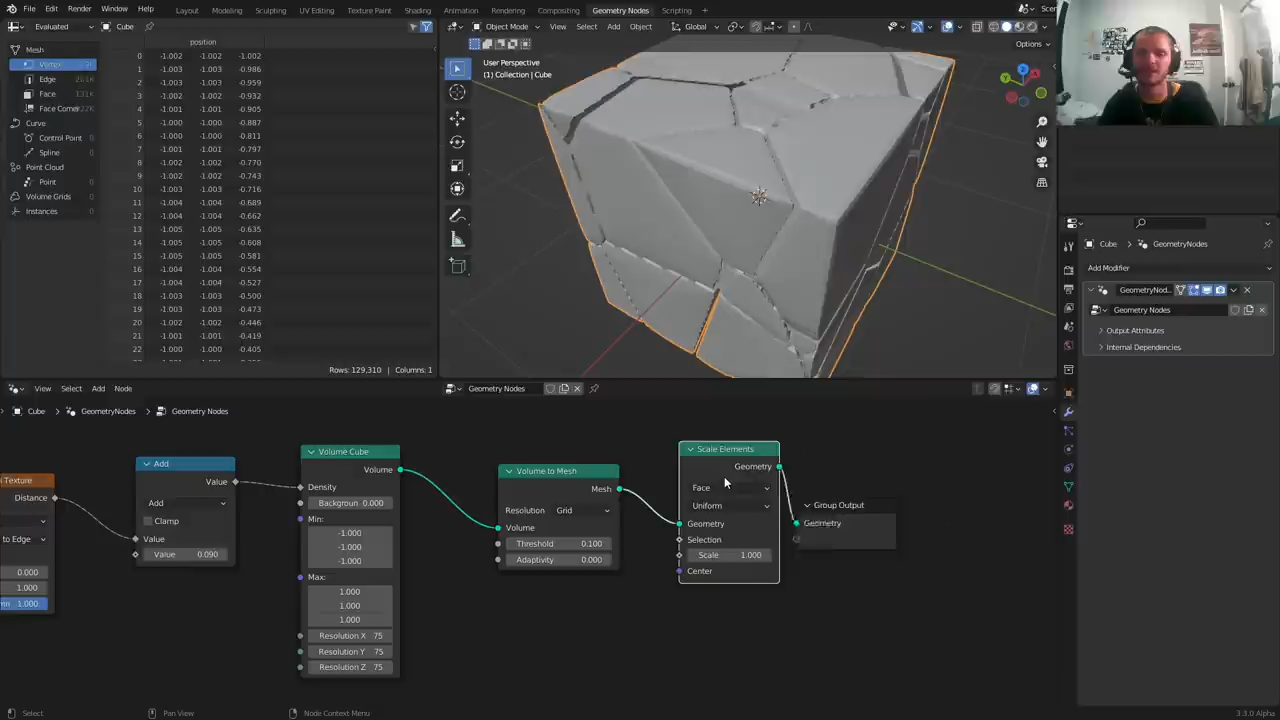 File Edit Render Window Help Layout Modeling Sculpting UV Editing Texture Paint Shading Animation Rendering Compositing Geometry Nodes Scripting + Scen
Evaluated Cube Object Mode View Select Add Object Global
Options
Mesh
Vertex
Edge
Face 131K
Face Corner
Curve
Control Point 0
Spline 0
Point Cloud
Point 0
Volume Grids 0
Instances 0
position
0 -1.002 -1.002 -1.002
1 -1.003 -1.003 -0.986
2 -1.003 -1.003 -0.959
3 -1.002 -1.002 -0.932
4 -1.001 -1.001 -0.905
5 -1.000 -1.000 -0.887
6 -1.000 -1.000 -0.811
7 -1.001 -1.001 -0.797
8 -1.002 -1.002 -0.770
9 -1.003 -1.003 -0.743
10 -1.003 -1.003 -0.716
11 -1.004 -1.004 -0.689
12 -1.004 -1.004 -0.662
13 -1.005 -1.005 -0.635
14 -1.005 -1.005 -0.608
15 -1.005 -1.005 -0.581
16 -1.004 -1.004 -0.554
17 -1.004 -1.004 -0.527
18 -1.003 -1.003 -0.500
19 -1.003 -1.003 -0.473
20 -1.002 -1.002 -0.446
21 -1.001 -1.001 -0.419
22 -1.000 -1.000 -0.405
Rows: 129,310 | Columns: 1
User Perspective
(1) Collection | Cube
Z
X
Y
Cube GeometryNodes
Add Modifier
GeometryNod...
Geometry Nodes
Output Attributes
Internal Dependencies
View Select Add Node Geometry Nodes
Cube GeometryNodes Geometry Nodes
Texture
Distance
to Edge
0.000
1.000
1.000
Add
Value
Add
Clamp
Value
Value 0.090
Volume Cube
Volume
Density
Backgroun 0.000
Min:
-1.000
-1.000
-1.000
Max:
1.000
1.000
1.000
Resolution X 75
Resolution Y 75
Resolution Z 75
Volume to Mesh
Mesh
Resolution Grid
Volume
Threshold 0.100
Adaptivity 0.000
Scale Elements
Geometry
Face
Uniform
Geometry
Selection
Scale 1.000
Center
Group Output
Geometry
Select Pan View Node Context Menu 3.3.0 Alpha